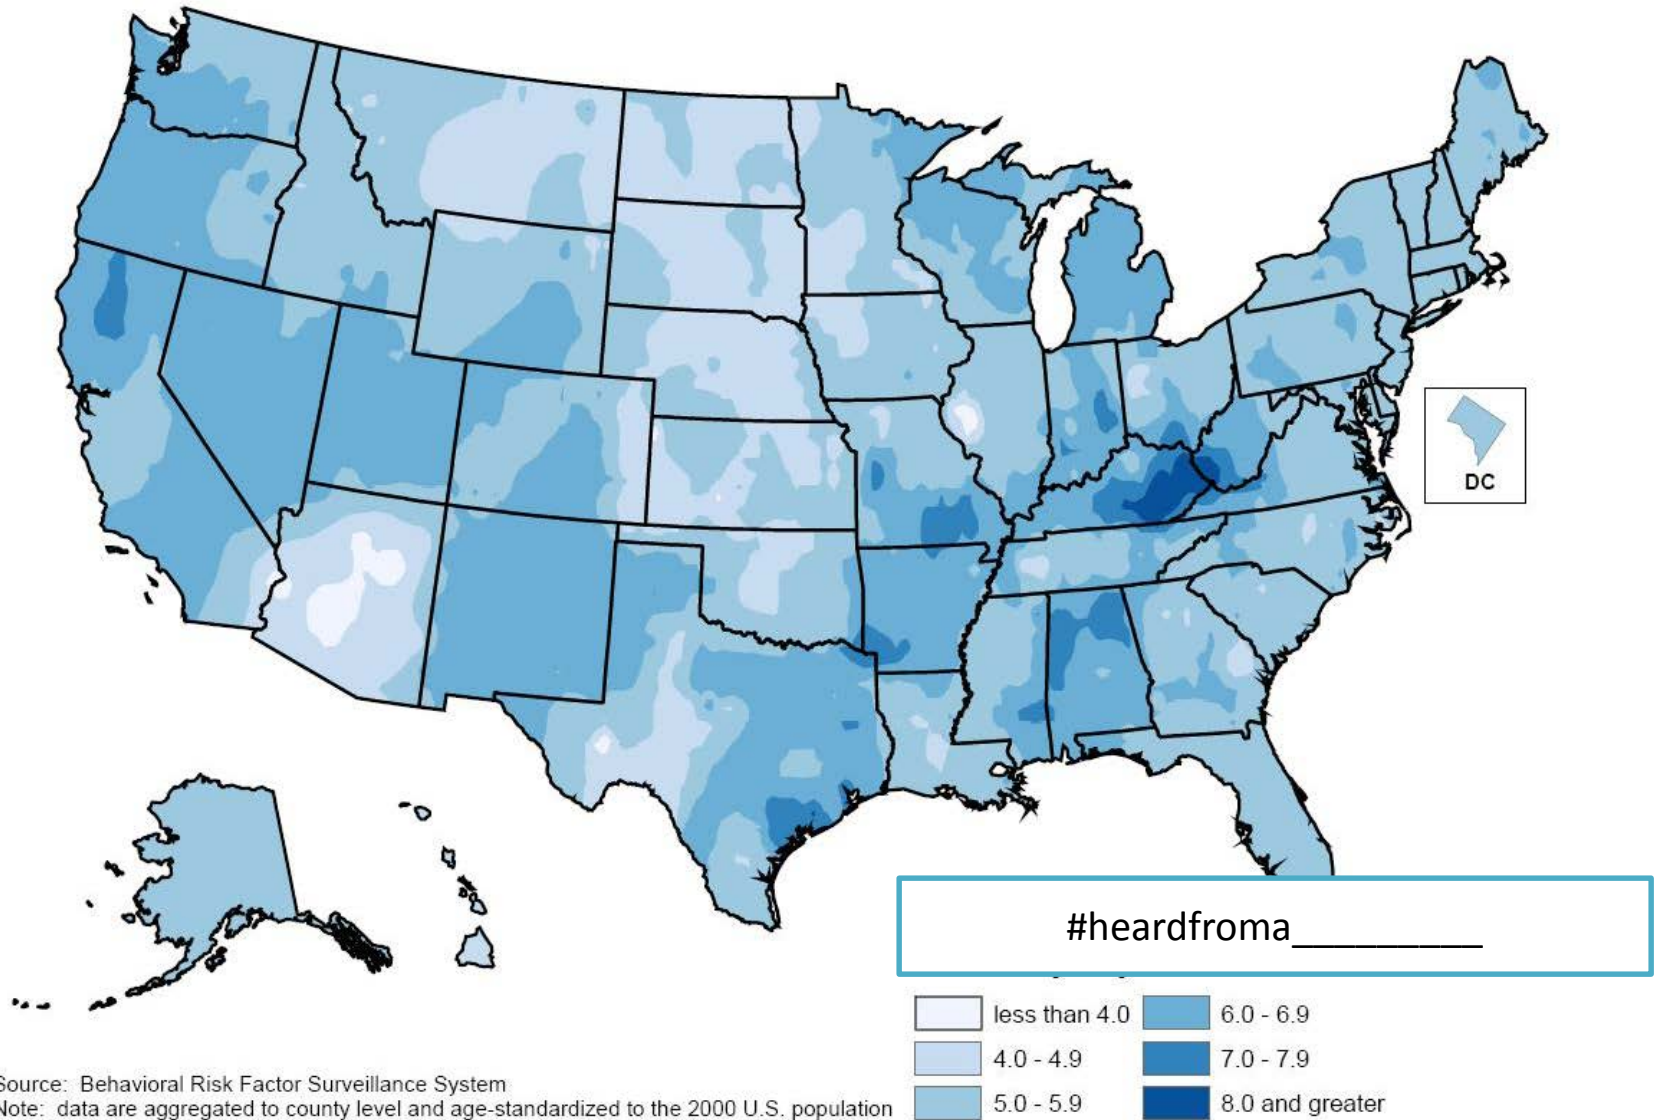 DC
#heardfroma_________
less than 4.0
6.0 - 6.9
4.0 - 4.9
7.0 - 7.9
5.0 - 5.9
8.0 and greater
Source: Behavioral Risk Factor Surveillance System
Note: data are aggregated to county level and age-standardized to the 2000 U.S. population